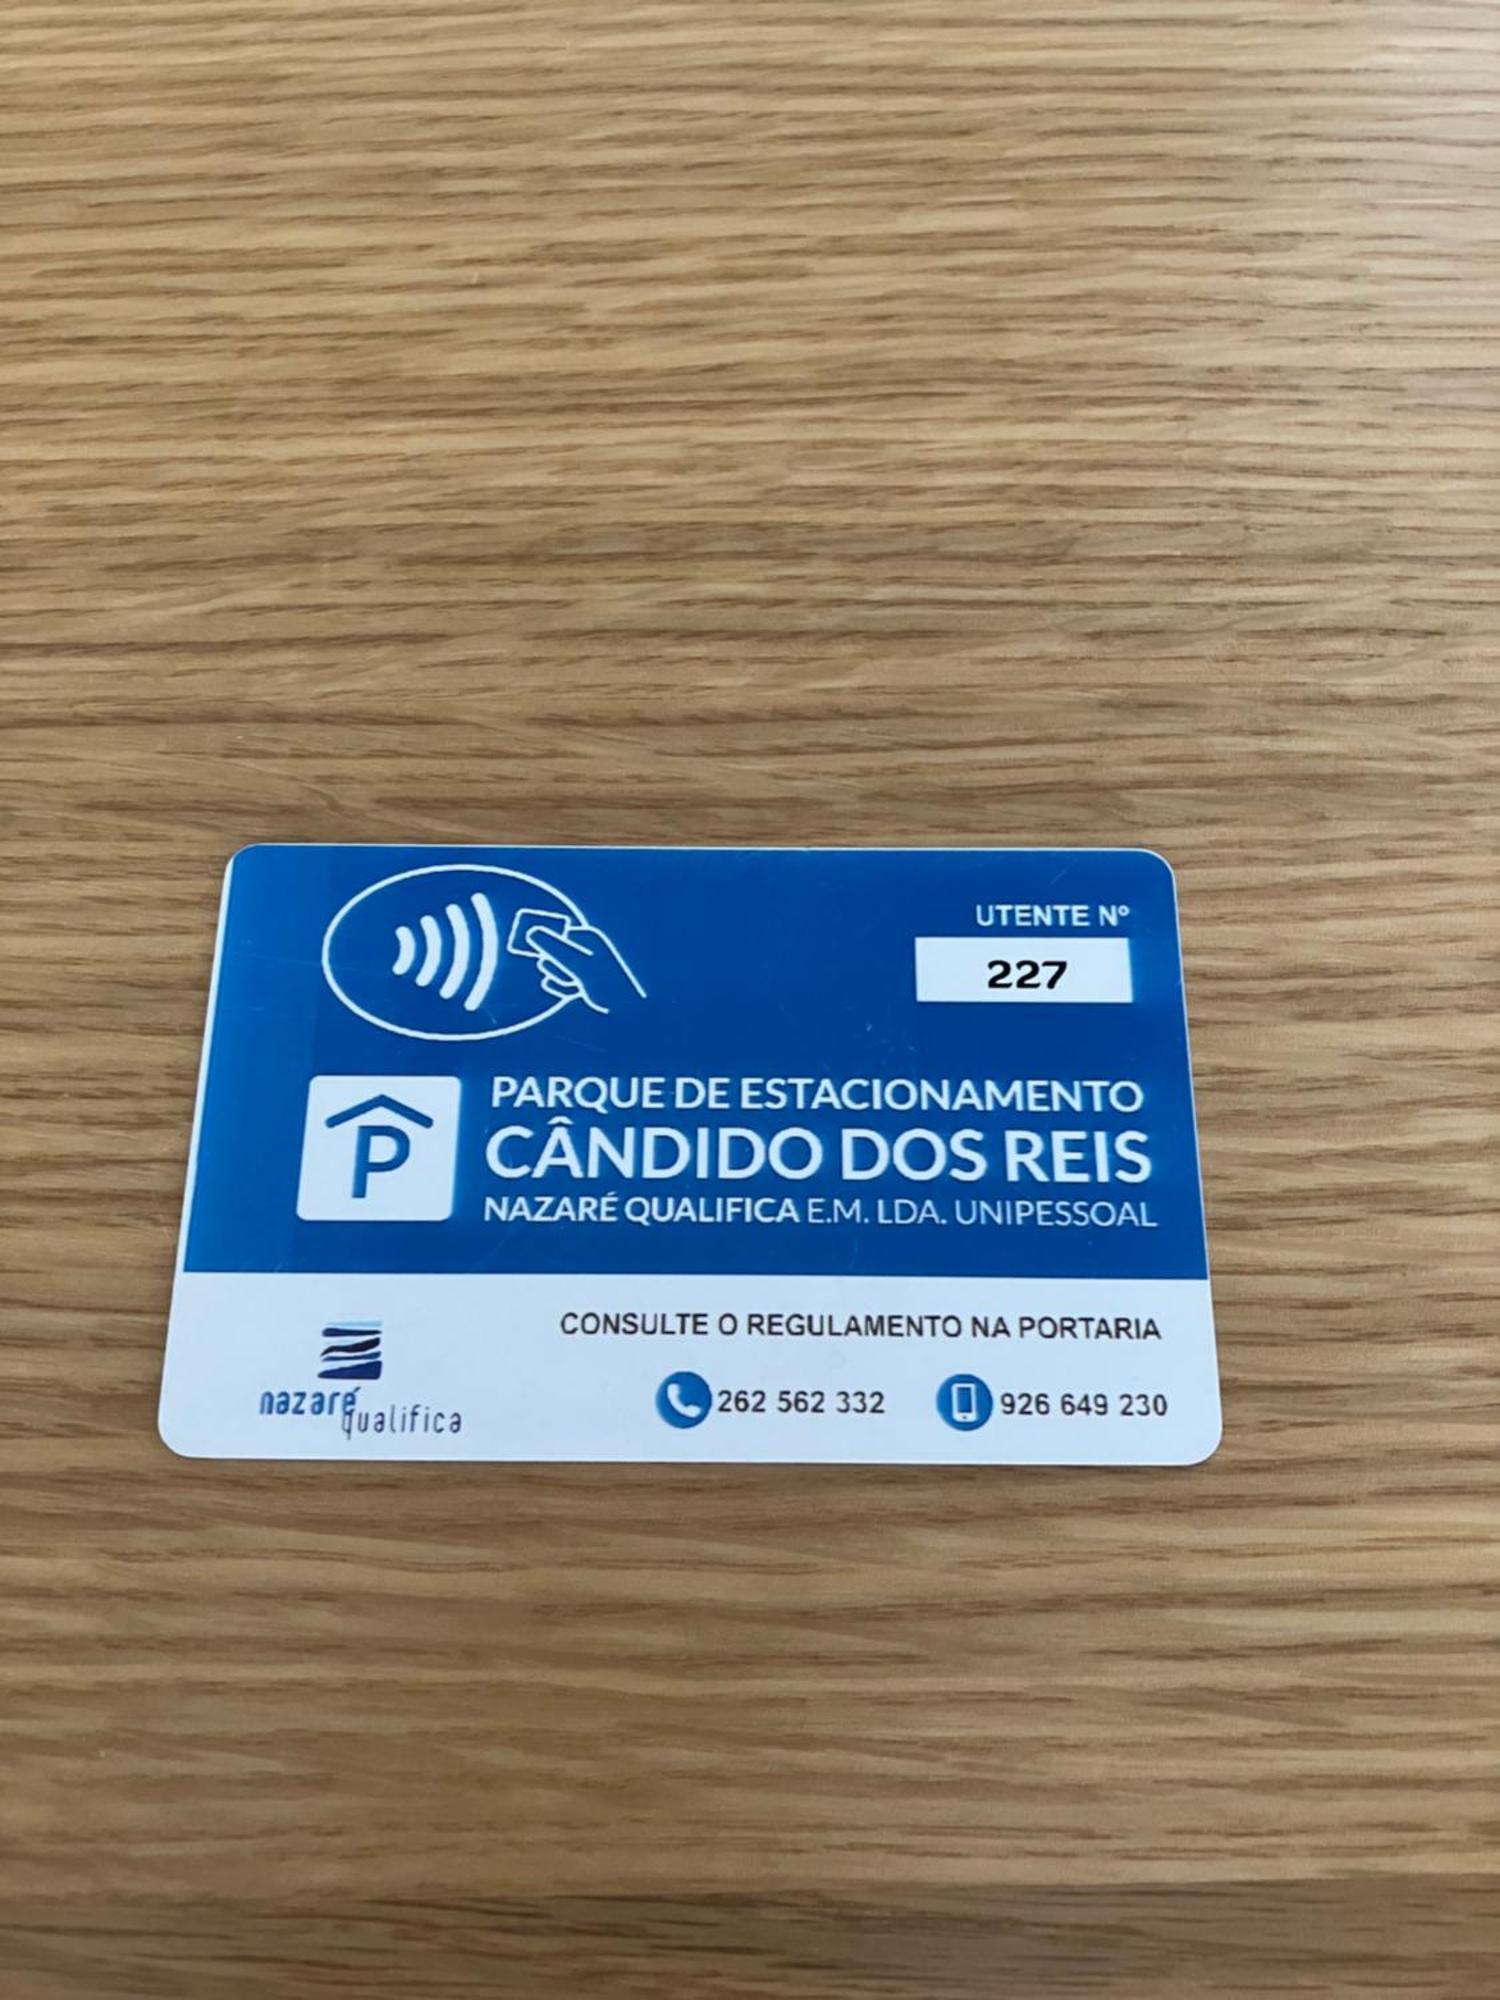 UTENTE Nº
227
P
PARQUE DE ESTACIONAMENTO
CÂNDIDO DOS REIS
NAZARÉ QUALIFICA E.M. LDA. UNIPESSOAL
CONSULTE O REGULAMENTO NA PORTARIA
nazaré
qualifica
262 562 332
926 649 230